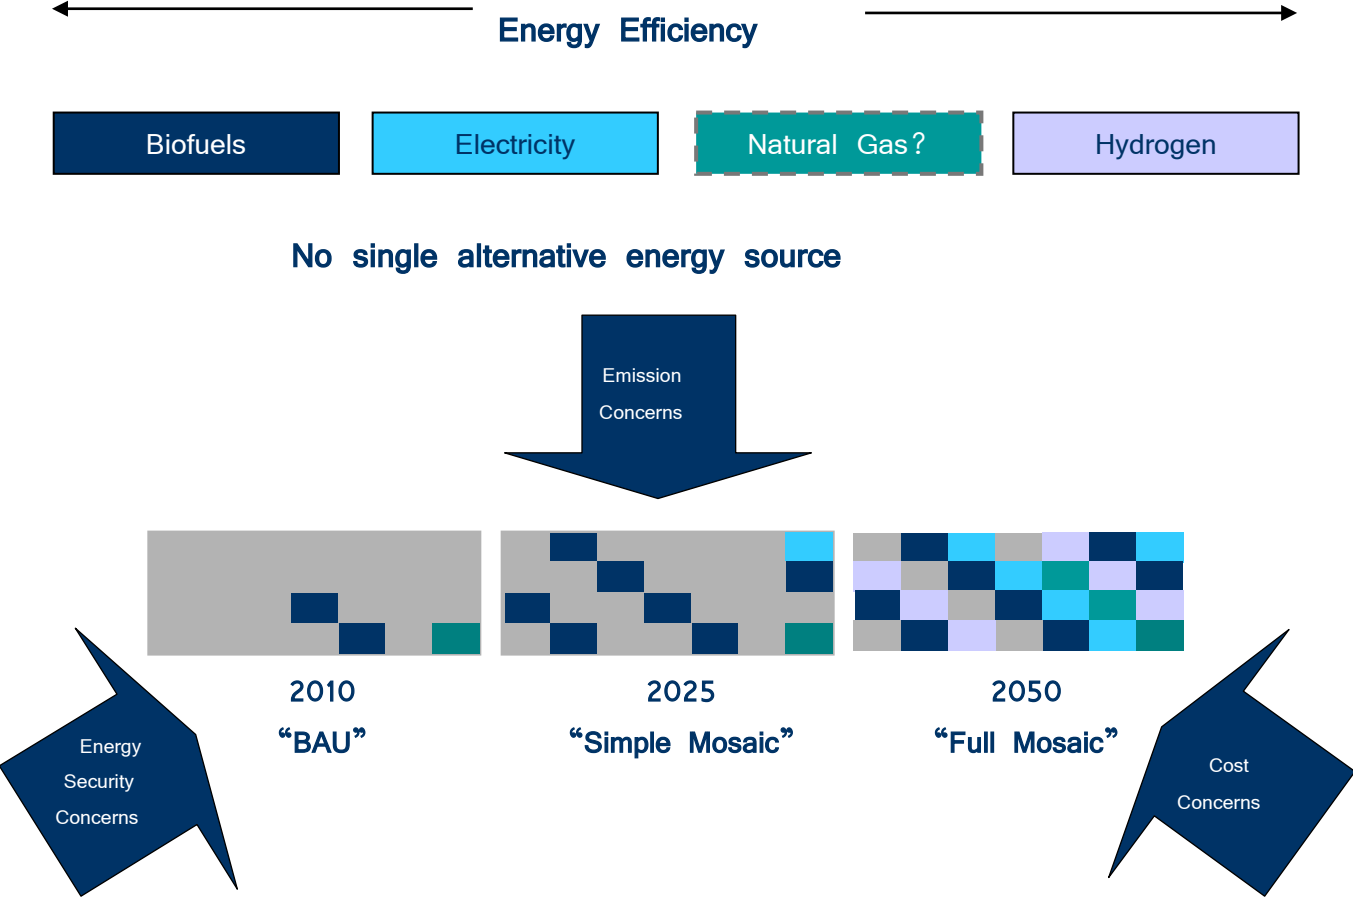 Energy Efficiency
Biofuels
Electricity
Natural Gas?
Hydrogen
No single alternative energy source
Emission
Concerns
2010
2025
2050
“BAU”
“Simple Mosaic”
“Full Mosaic”
Energy
Security
Concerns
Cost
Concerns